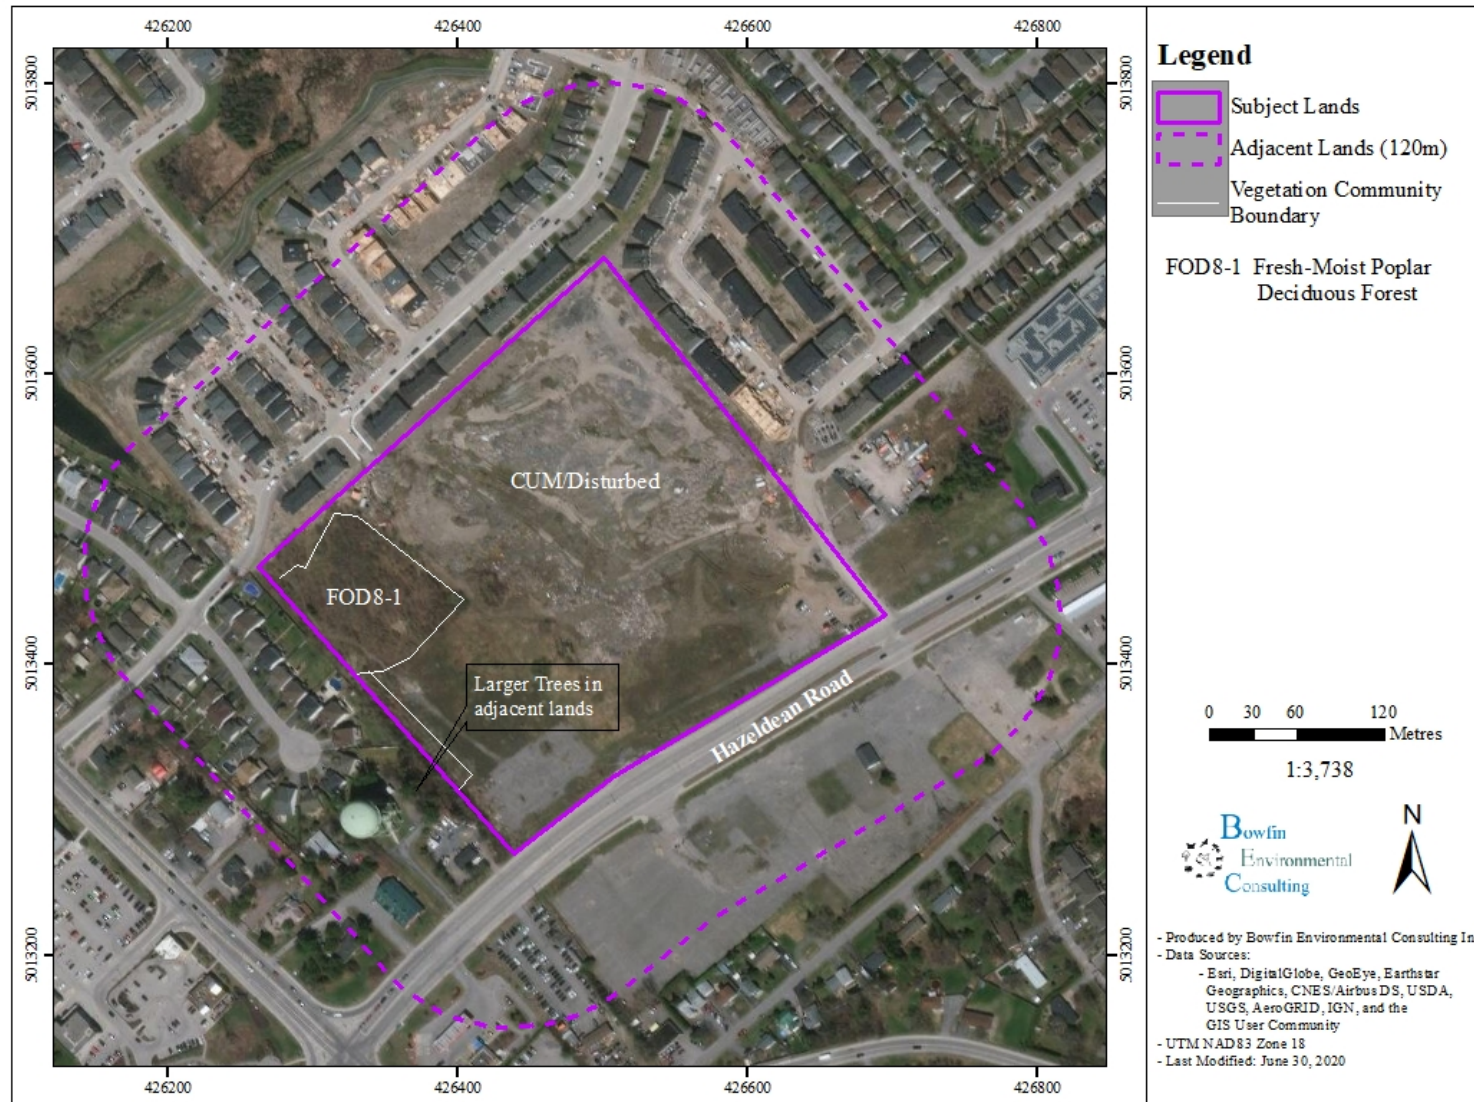 426200
426400
426600
426800
5013800
5013800
5013600
5013600
5013400
5013400
5013200
5013200
CUM/Disturbed
FOD8-1
Larger Trees in
adjacent lands
Hazeldean Road
426200
426400
426600
426800
Legend
Subject Lands
Adjacent Lands (120m)
Vegetation Community
Boundary
FOD8-1 Fresh-Moist Poplar
Deciduous Forest
0 30 60 120
Metres
1:3,738
Bowfin
Environmental
Consulting
N
- Produced by Bowfin Environmental Consulting In
- Data Sources:
- Esri, DigitalGlobe, GeoEye, Earthstar
Geographics, CNES/Airbus DS, USDA,
USGS, AeroGRID, IGN, and the
GIS User Community
- UTM NAD83 Zone 18
- Last Modified: June 30, 2020